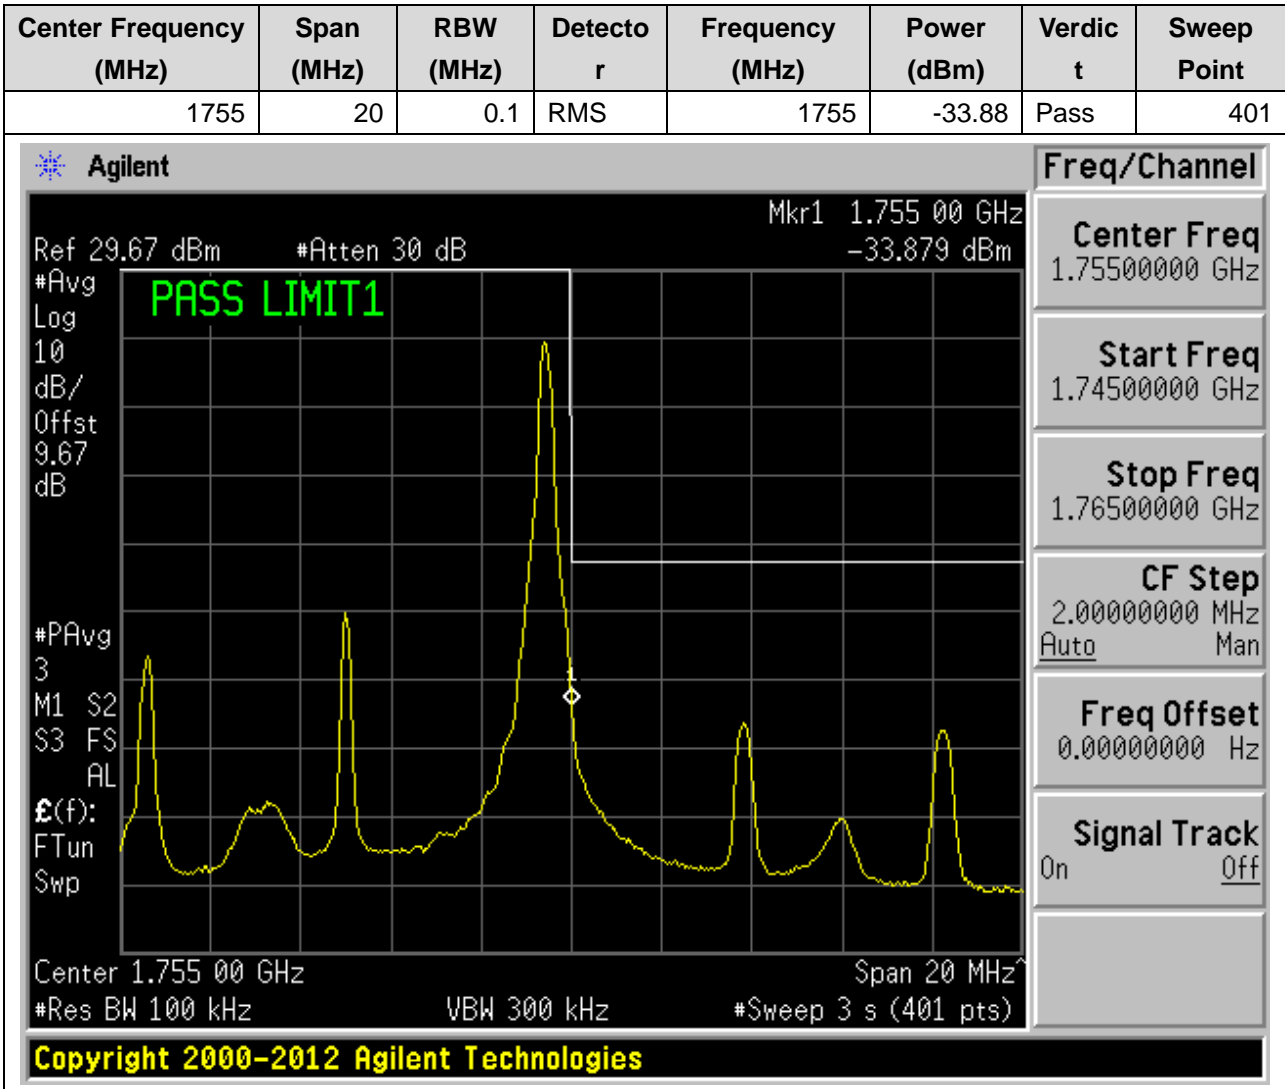 Center Frequency (MHz) Span (MHz) RBW (MHz) Detecto r Frequency (MHz) Power (dBm) Verdic t Sweep Point
1755 20 0.1 RMS 1755 -33.88 Pass 401
Agilent
Freq/Channel
Mkr1 1.755 00 GHz
Ref 29.67 dBm #Atten 30 dB -33.879 dBm
#Avg
Log
10
dB/
Offst
9.67
dB
PASS LIMIT1
#PAvg
3
M1 S2
S3 FS
AL
£(f):
FTun
Swp
1
Center 1.755 00 GHz Span 20 MHz^
#Res BW 100 kHz VBW 300 kHz #Sweep 3 s (401 pts)
Center Freq
1.75500000 GHz
Start Freq
1.74500000 GHz
Stop Freq
1.76500000 GHz
CF Step
2.00000000 MHz
Auto Man
Freq Offset
0.00000000 Hz
Signal Track
On Off
Copyright 2000-2012 Agilent Technologies